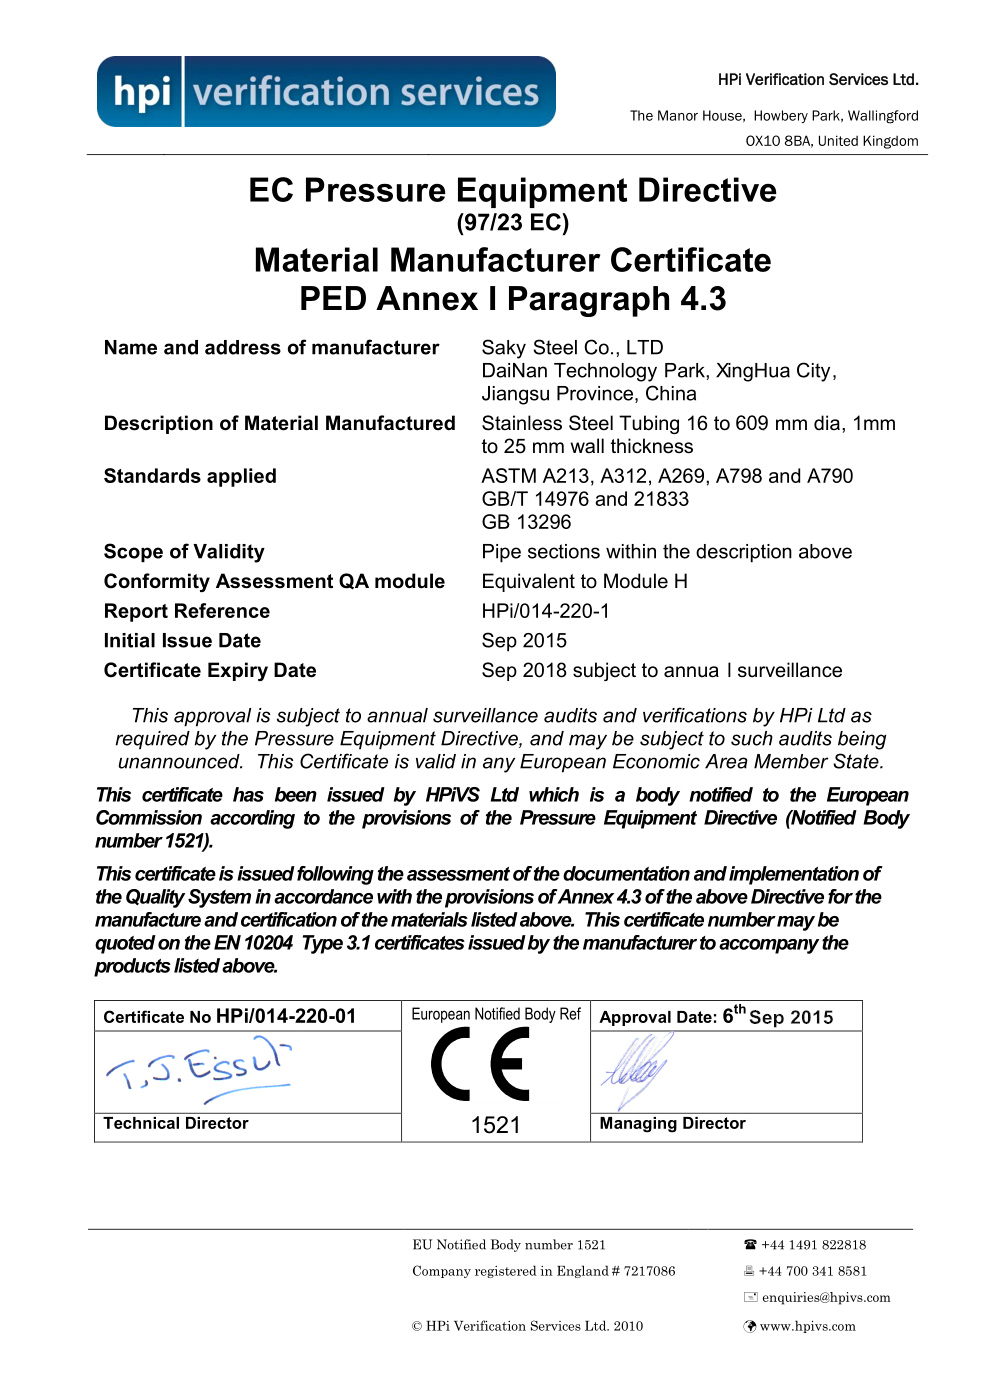 hpi verification services
HPi Verification Services Ltd.
The Manor House, Howbery Park, Wallingford
OX10 8BA, United Kingdom
EC Pressure Equipment Directive
(97/23 EC)
Material Manufacturer Certificate
PED Annex I Paragraph 4.3
Name and address of manufacturer Saky Steel Co., LTD
DaiNan Technology Park, XingHua City,
Jiangsu Province, China
Description of Material Manufactured Stainless Steel Tubing 16 to 609 mm dia, 1mm
to 25 mm wall thickness
Standards applied ASTM A213, A312, A269, A798 and A790
GB/T 14976 and 21833
GB 13296
Scope of Validity Pipe sections within the description above
Conformity Assessment QA module Equivalent to Module H
Report Reference HPi/014-220-1
Initial Issue Date Sep 2015
Certificate Expiry Date Sep 2018 subject to annua l surveillance
This approval is subject to annual surveillance audits and verifications by HPi Ltd as
required by the Pressure Equipment Directive, and may be subject to such audits being
unannounced. This Certificate is valid in any European Economic Area Member State.
This certificate has been issued by HPiVS Ltd which is a body notified to the European
Commission according to the provisions of the Pressure Equipment Directive (Notified Body
number 1521).
This certificate is issued following the assessment of the documentation and implementation of
the Quality System in accordance with the provisions of Annex 4.3 of the above Directive for the
manufacture and certification of the materials listed above. This certificate number may be
quoted on the EN 10204 Type 3.1 certificates issued by the manufacturer to accompany the
products listed above.
Certificate No HPi/014-220-01 European Notified Body Ref Approval Date: 6th Sep 2015
T.J. Essul CE
Technical Director 1521 Managing Director
EU Notified Body number 1521 +44 1491 822818
Company registered in England # 7217086 +44 700 341 8581
enquiries@hpivs.com
© HPi Verification Services Ltd. 2010 www.hpivs.com